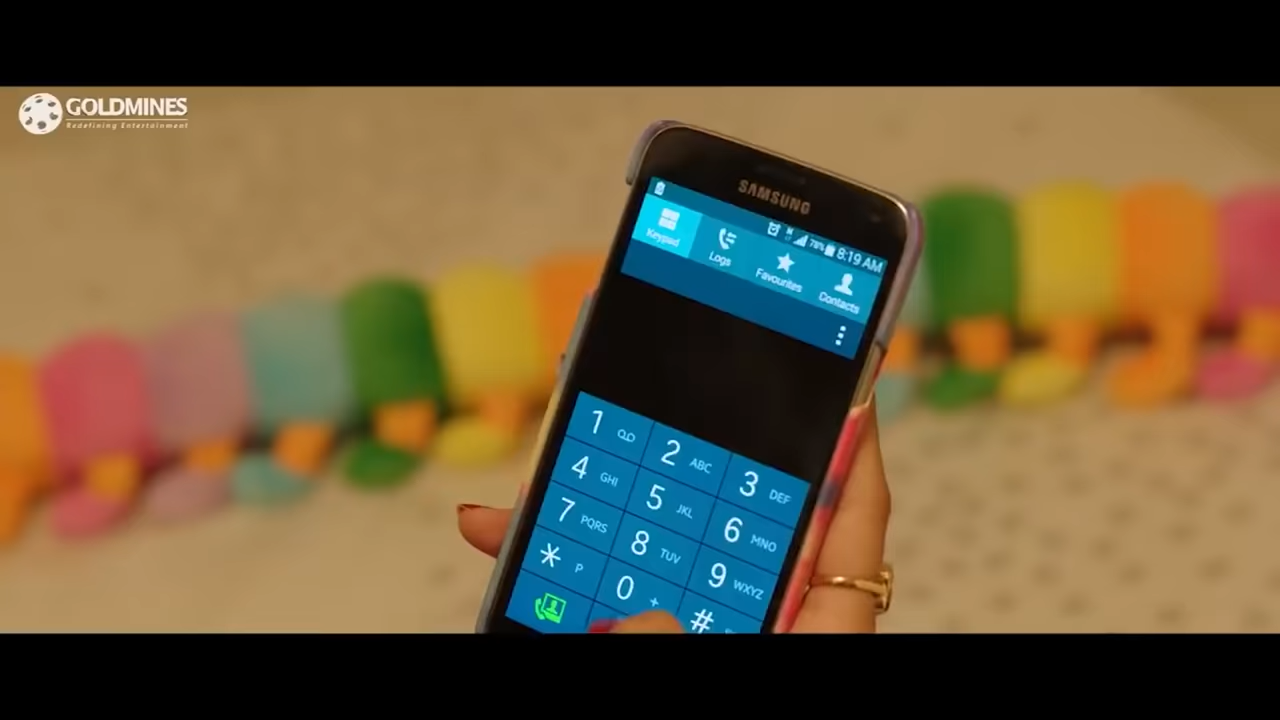 GOLDMINES
Redefining Entertainment
SAMSUNG
78% 8:19 AM
Keypad Logs Favourites Contacts
1 2 ABC 3 DEF
4 GHI 5 JKL 6 MNO
7 PQRS 8 TUV 9 WXYZ
* P 0 + #